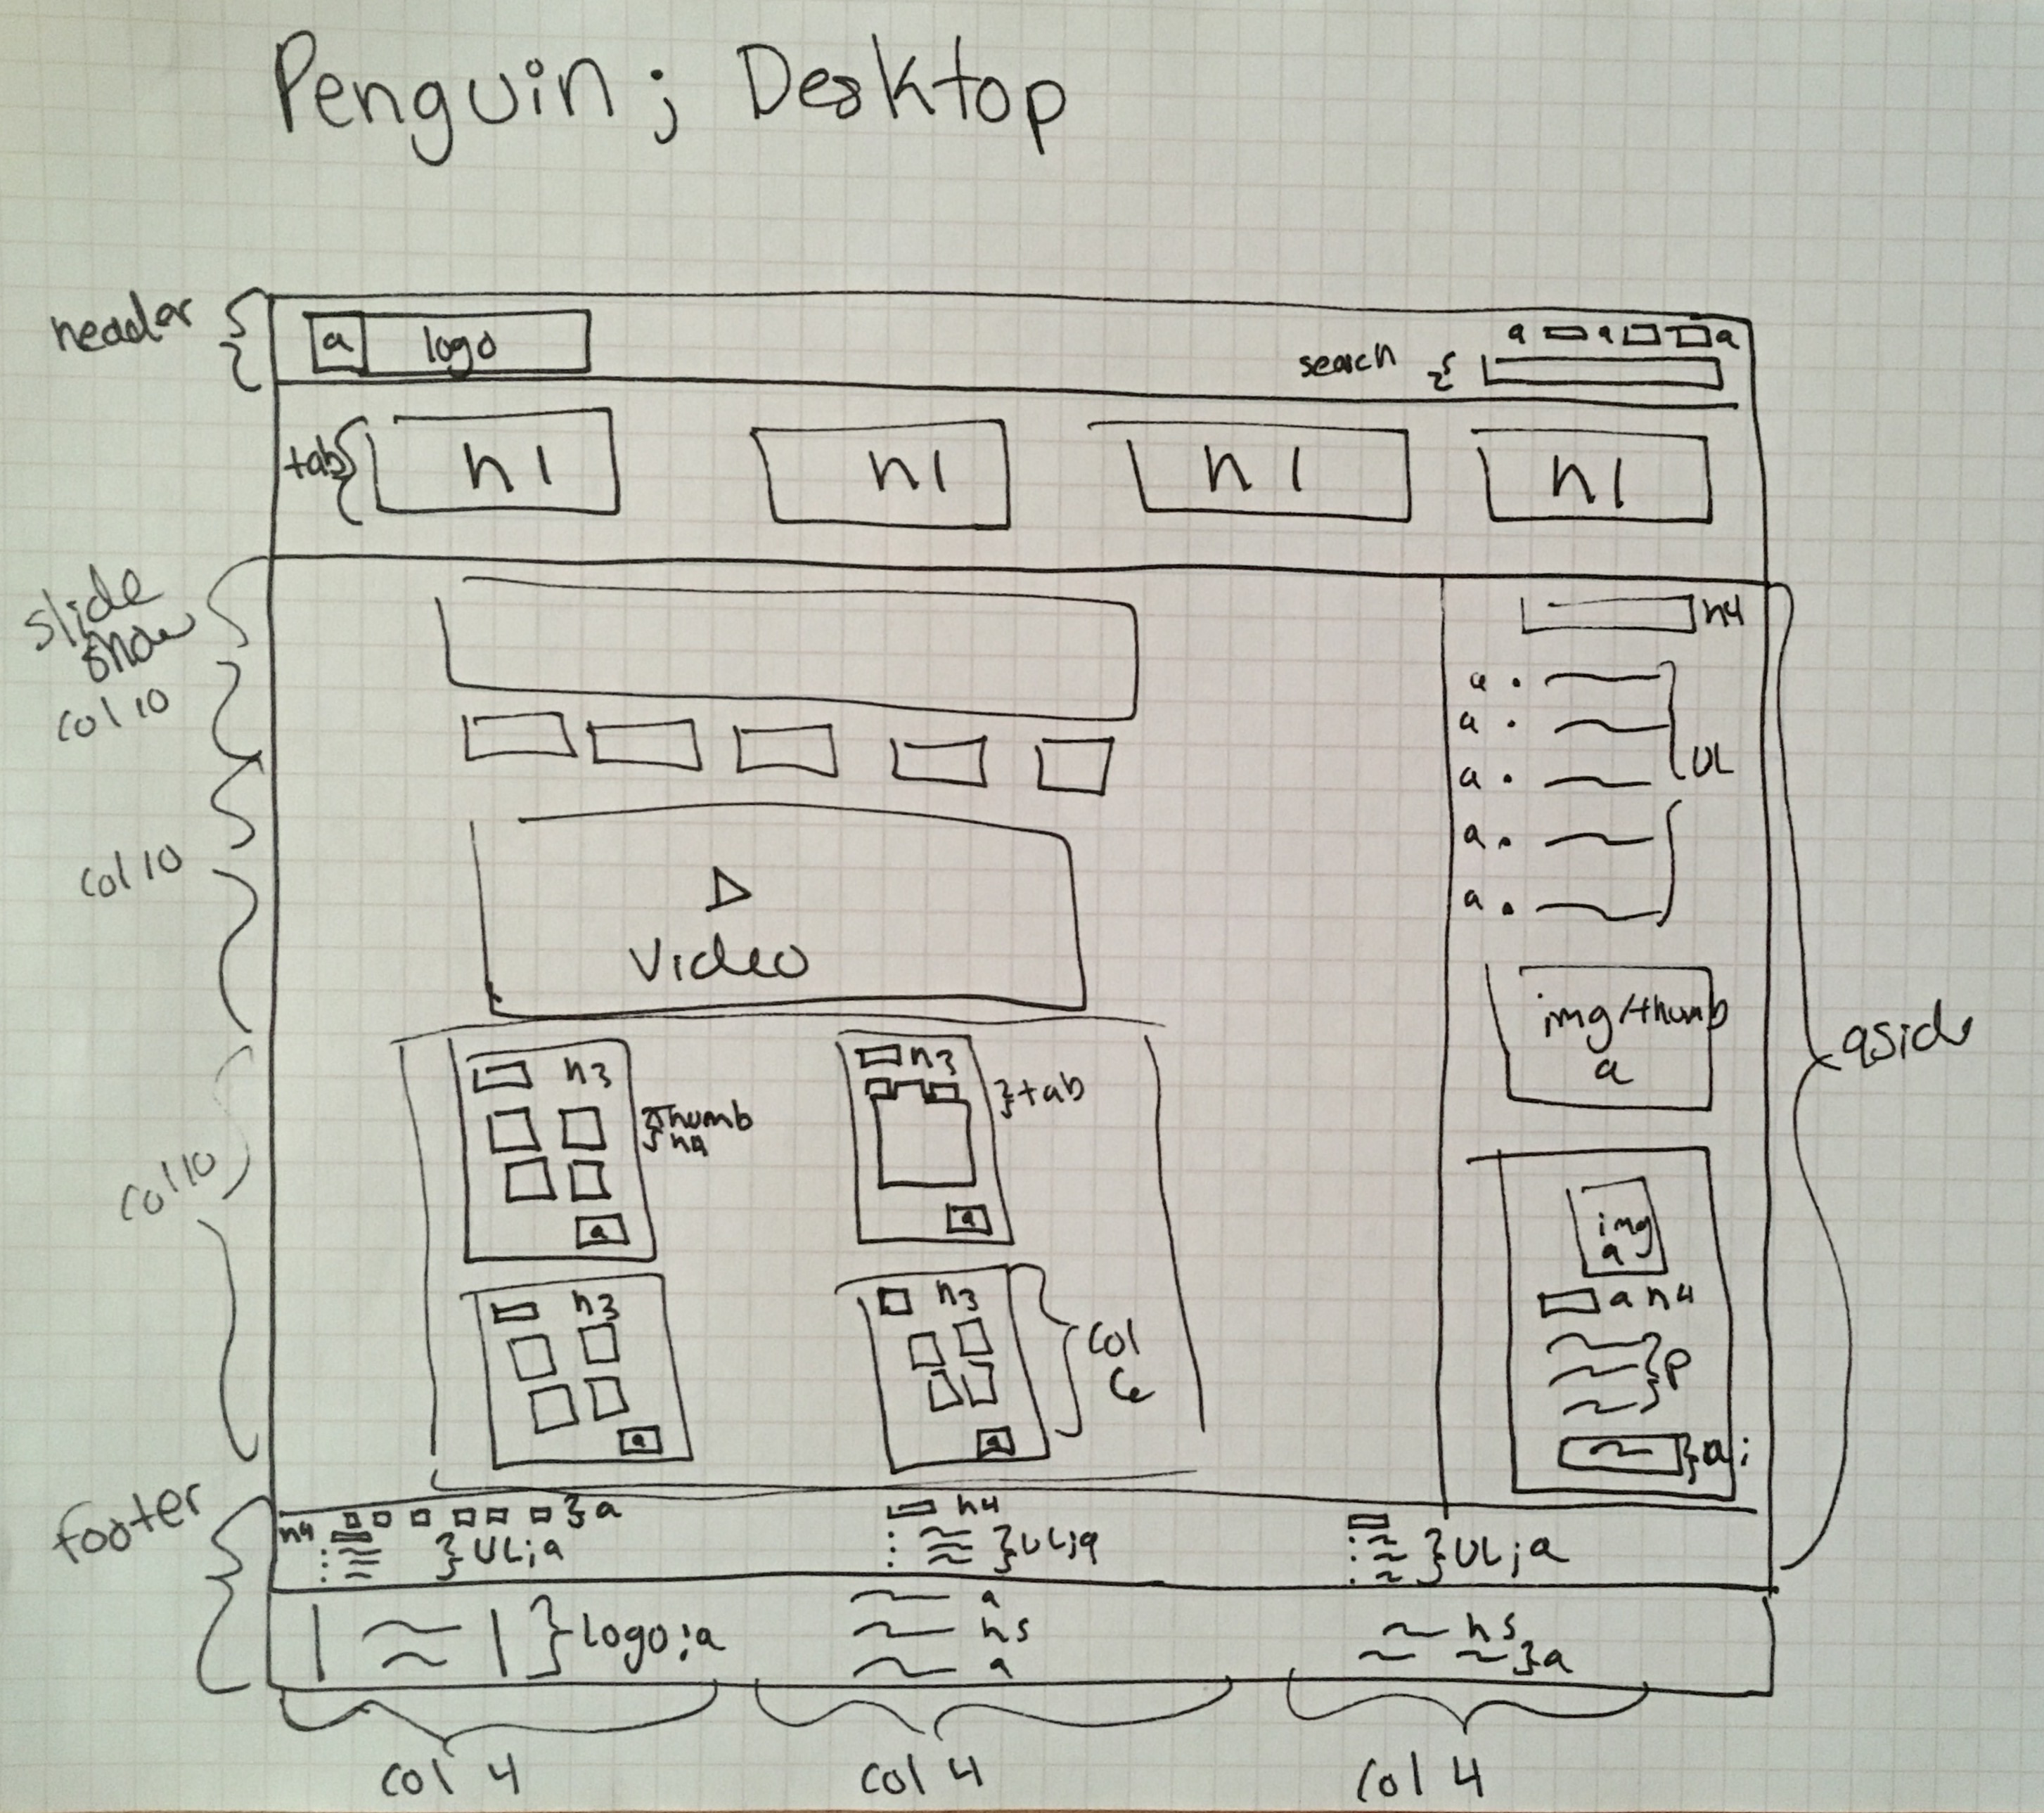 Penguin ; Desktop
header
a logo
a a a
search
tab
h1 h1 h1 h1
slide
show
col 10
h4
a
a
a
UL
a
a
col 10
Video
img/thumb
a
aside
h3
Thumb
h4
h3
tab
a
a
col 10
img
a
h3
h3
col
6
a h4
P
a
a
a;
footer
h4 a
UL;a
h4
UL;a
UL;a
logo;a
a
h5
a
h5
a
col 4 col 4 col 4